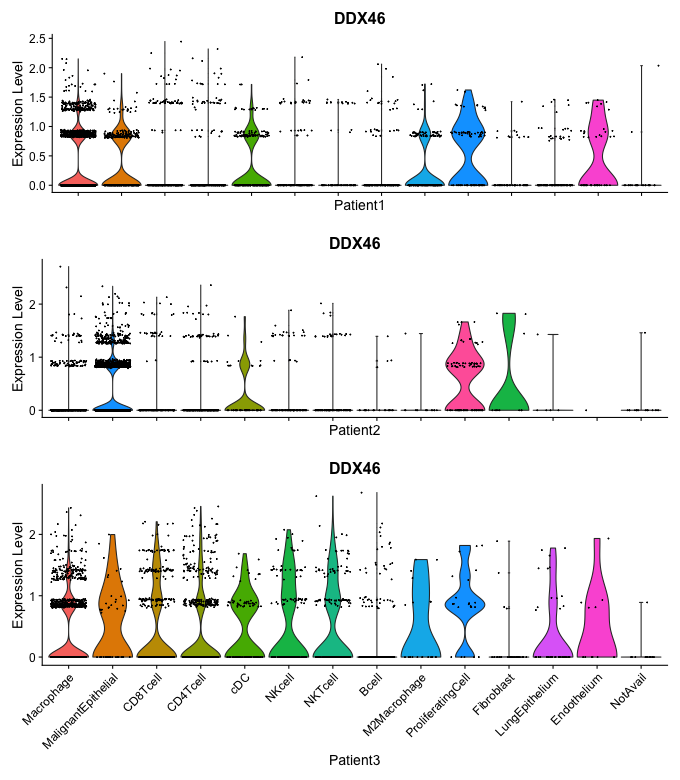 DDX46
Expression Level
2.5
2.0
1.5
1.0
0.5
0.0
Patient1
DDX46
Expression Level
2
1
0
Patient2
DDX46
Expression Level
2
1
0
Macrophage
MalignantEpithelial
CD8Tcell
CD4Tcell
cDC
NKcell
NKTcell
Bcell
M2Macrophage
ProliferatingCell
Fibroblast
LungEpithelium
Endothelium
NotAvail
Patient3